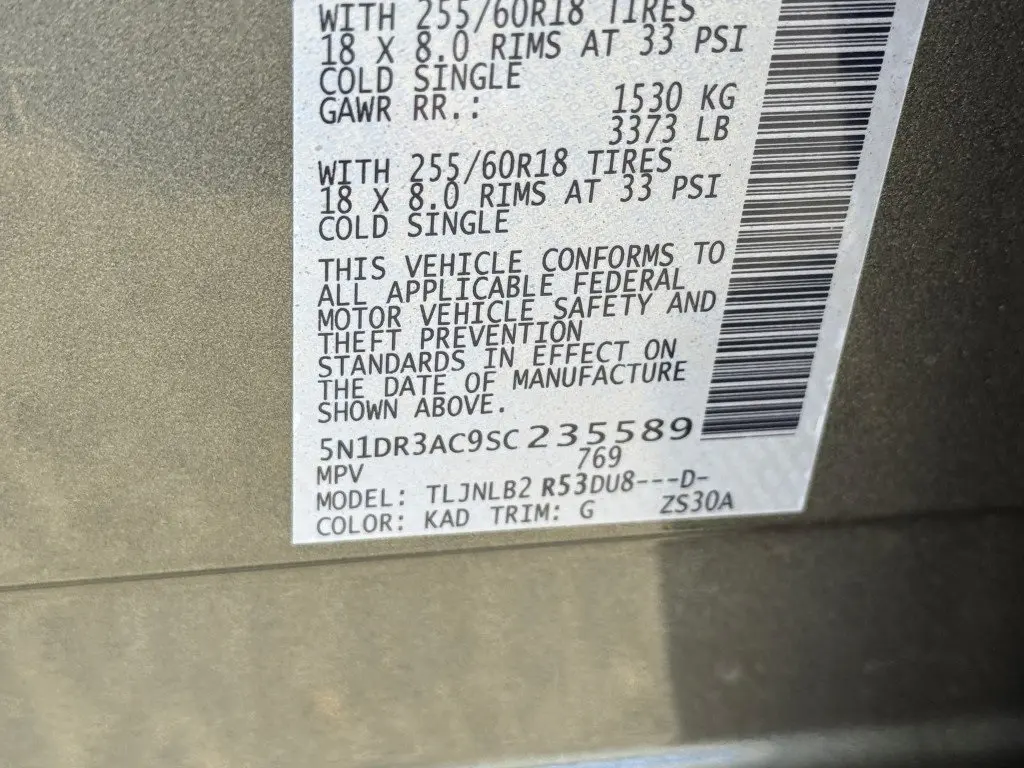 WITH 255/60R18 TIRES
18 X 8.0 RIMS AT 33 PSI
COLD SINGLE
GAWR RR.: 1530 KG
3373 LB
WITH 255/60R18 TIRES
18 X 8.0 RIMS AT 33 PSI
COLD SINGLE
THIS VEHICLE CONFORMS TO
ALL APPLICABLE FEDERAL
MOTOR VEHICLE SAFETY AND
THEFT PREVENTION
STANDARDS IN EFFECT ON
THE DATE OF MANUFACTURE
SHOWN ABOVE.
5N1DR3AC9SC235589
MPV 769
MODEL: TLJNLB2 R53DU8---D-
COLOR: KAD TRIM: G ZS30A